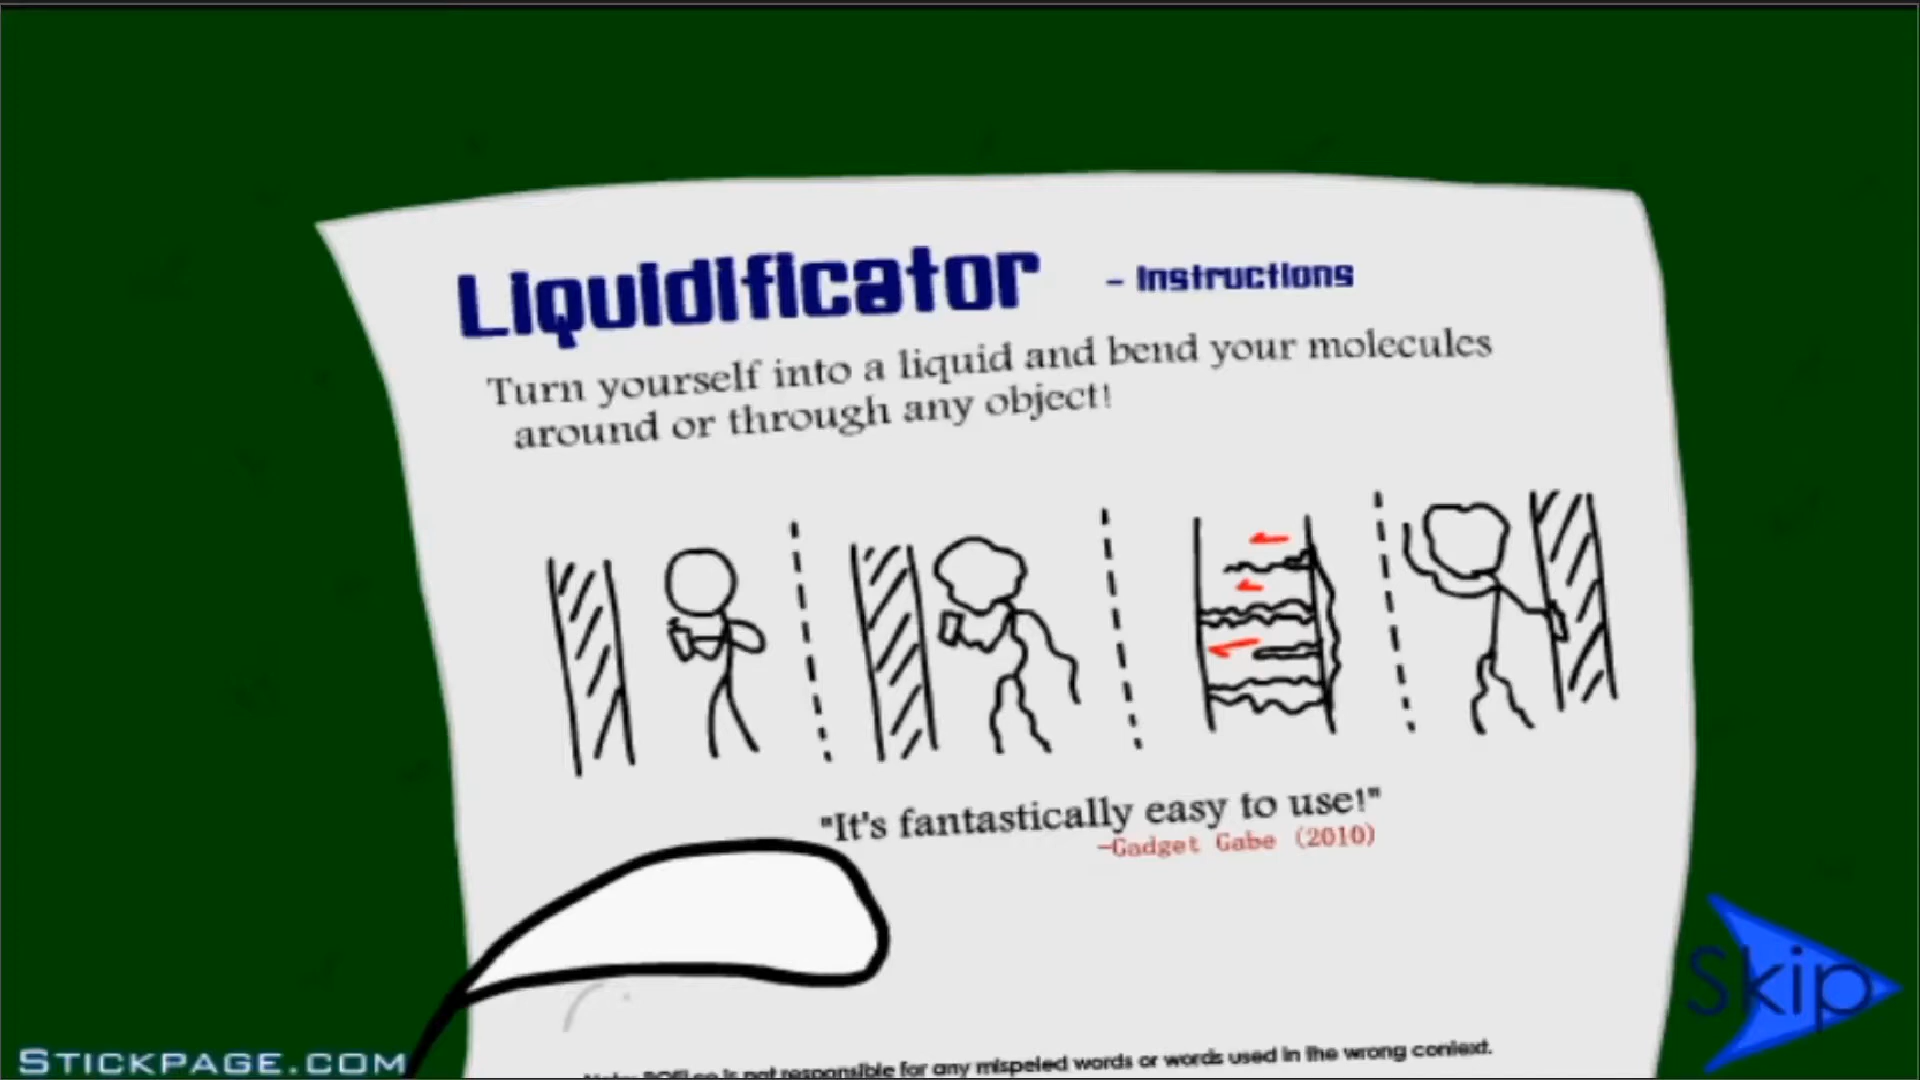 Liquidificator - Instructions
Turn yourself into a liquid and bend your molecules
around or through any object!
"It's fantastically easy to use!"
-Gadget Gabe (2010)
is not responsible for any mispeled words or words used in the wrong context.
Skip
STICKPAGE.COM